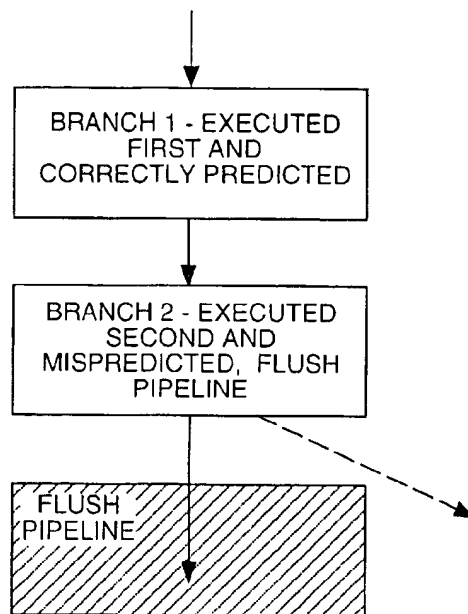 BRANCH 1 - EXECUTED
FIRST AND
CORRECTLY PREDICTED
BRANCH 2 - EXECUTED
SECOND AND
MISPREDICTED, FLUSH
PIPELINE
FLUSH
PIPELINE